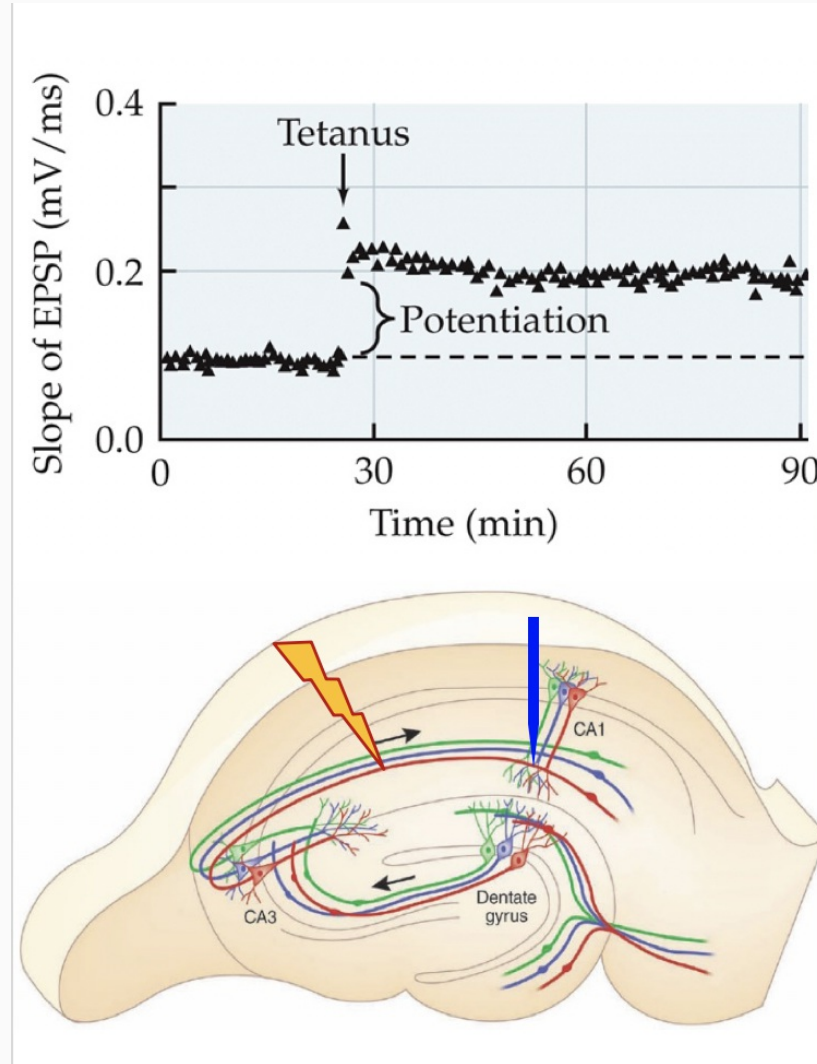 Slope of EPSP (mV/ms)
0.4
Tetanus
0.2
Potentiation
0.0
0 30 60 90
Time (min)
CA1
CA3
Dentate
gyrus